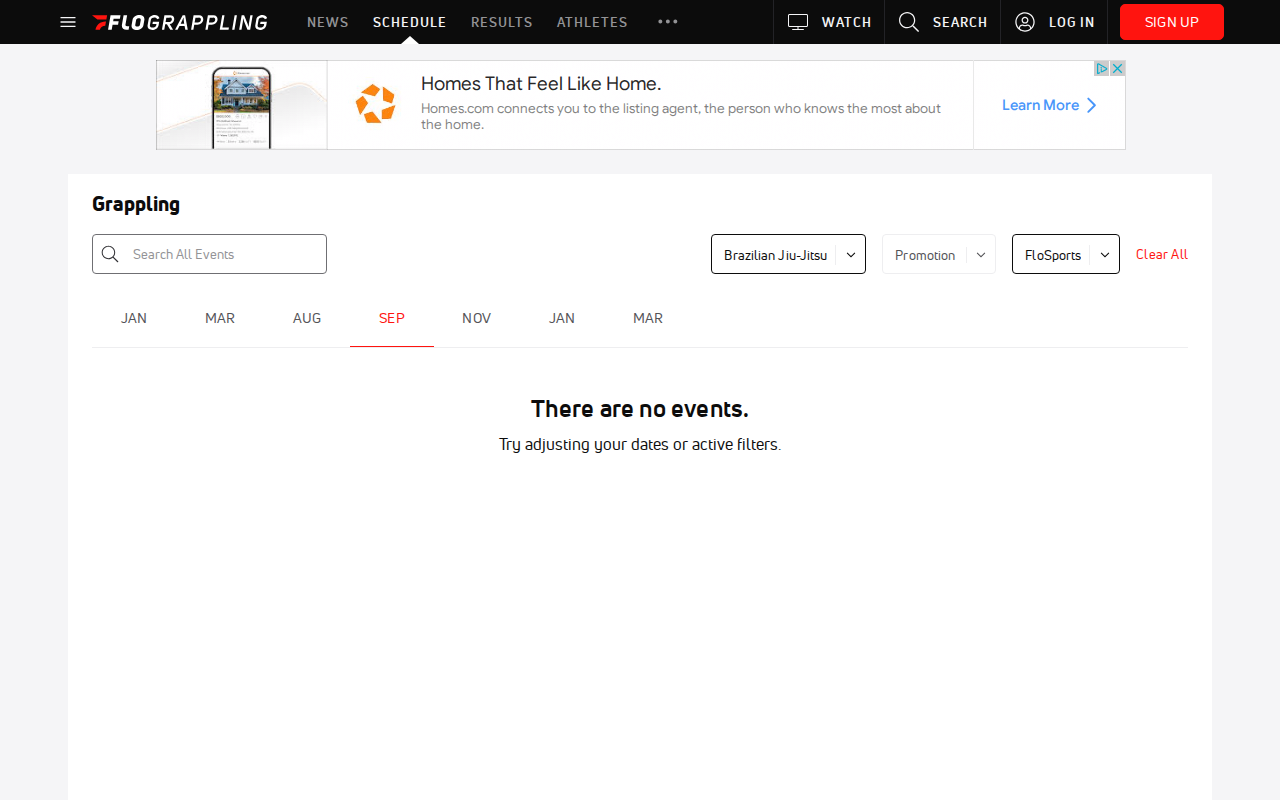 FLOGRAPPLING
NEWS
SCHEDULE
RESULTS
ATHLETES
WATCH
SEARCH
LOG IN
SIGN UP
Homes That Feel Like Home.
Homes.com connects you to the listing agent, the person who knows the most about
the home.
Learn More
Grappling
Search All Events
Brazilian Jiu-Jitsu
Promotion
FloSports
Clear All
JAN
MAR
AUG
SEP
NOV
JAN
MAR
There are no events.
Try adjusting your dates or active filters.